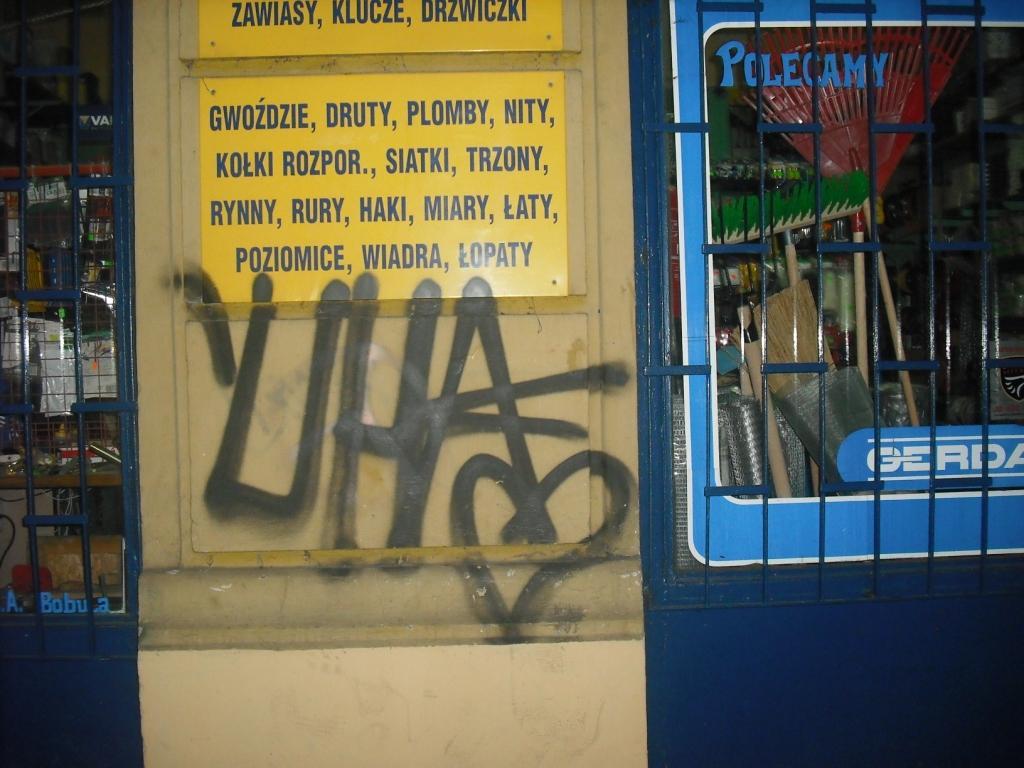 ZAWIASY, KLUCZE, DRZWICZKI
GWOŹDZIE, DRUTY, PLOMBY, NITY,
KOŁKI ROZPOR., SIATKI, TRZONY,
RYNNY, RURY, HAKI, MIARY, ŁATY,
POZIOMICE, WIADRA, ŁOPATY
POLECAMY
GERDA
UHA